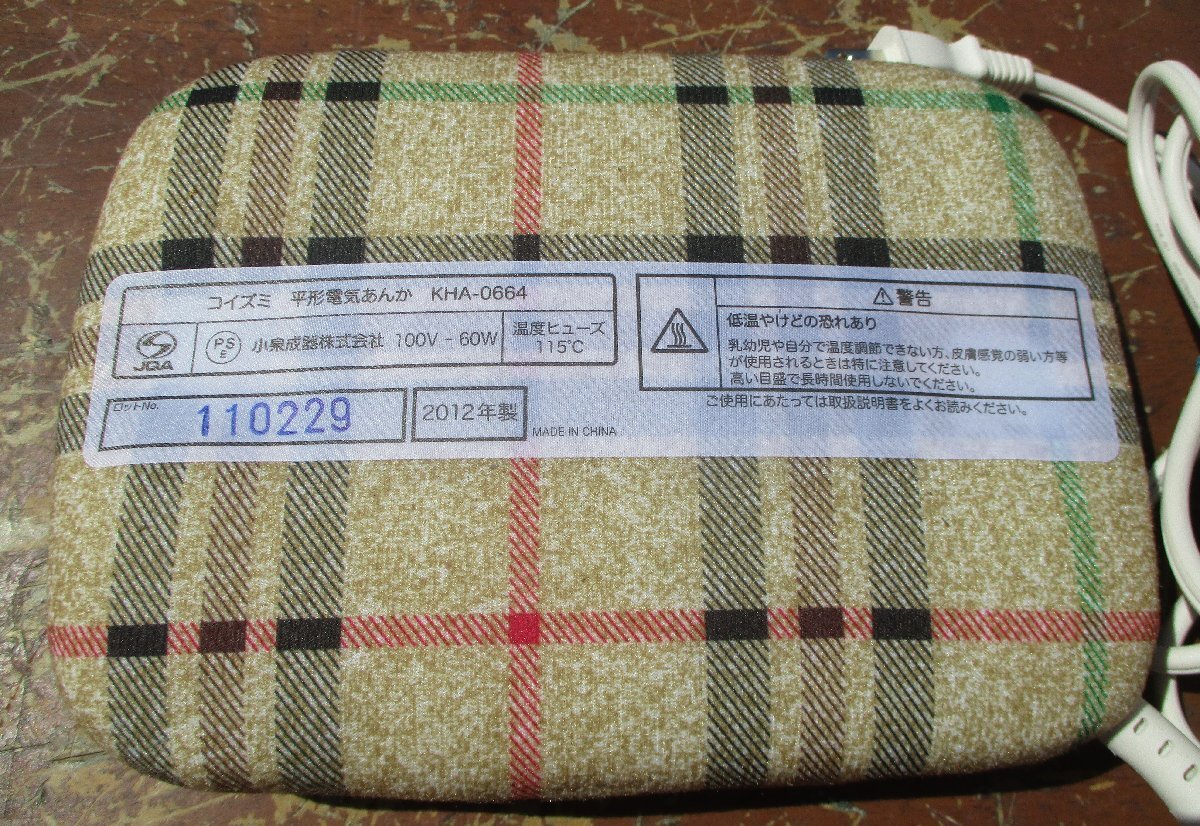 コイズミ 平形電気あんか KHA-0664
JQA
PS
E
小泉成器株式会社 100V - 60W
温度ヒューズ
115℃
ロットNo.
110229
2012年製
MADE IN CHINA
⚠警告
低温やけどの恐れあり
乳幼児や自分で温度調節できない方、皮膚感覚の弱い方等
が使用されるときは特に注意してください。
高い目盛で長時間使用しないでください。
ご使用にあたっては取扱説明書をよくお読みください。